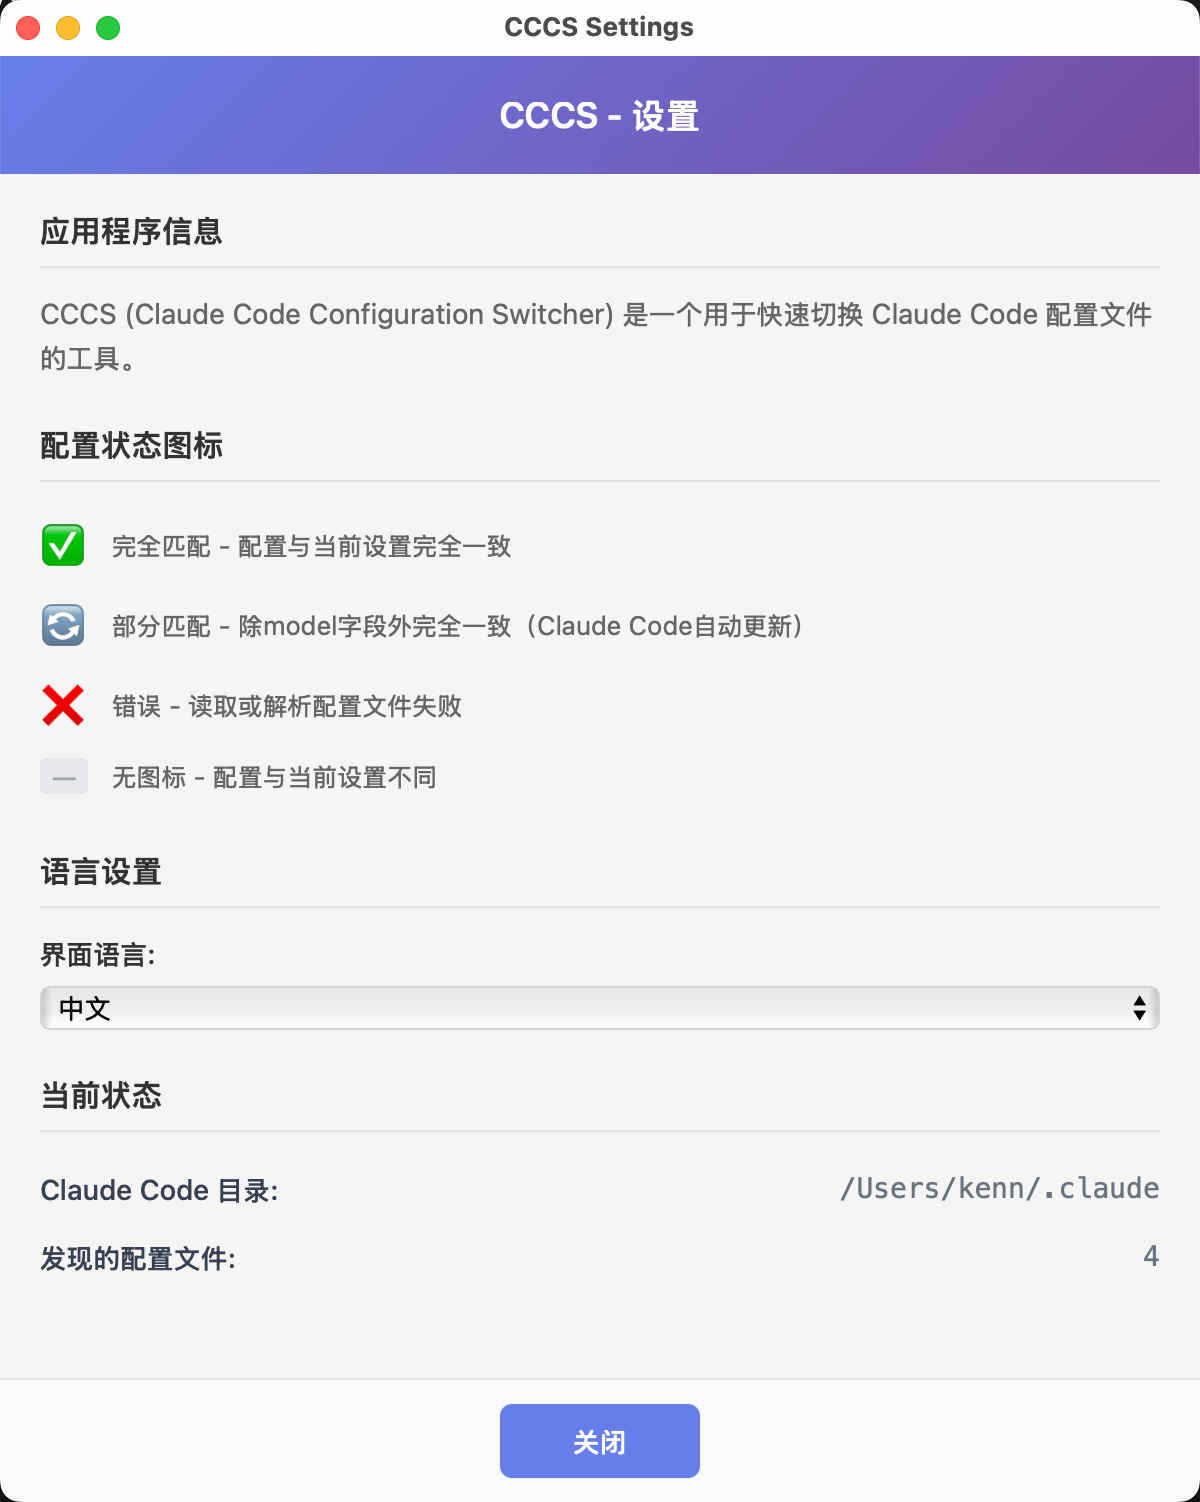 CCCS Settings
CCCS - 设置
应用程序信息
CCCS (Claude Code Configuration Switcher) 是一个用于快速切换 Claude Code 配置文件
的工具。
配置状态图标
完全匹配 - 配置与当前设置完全一致
部分匹配 - 除model字段外完全一致（Claude Code自动更新）
错误 - 读取或解析配置文件失败
— 无图标 - 配置与当前设置不同
语言设置
界面语言:
中文
当前状态
Claude Code 目录: /Users/kenn/.claude
发现的配置文件: 4
关闭